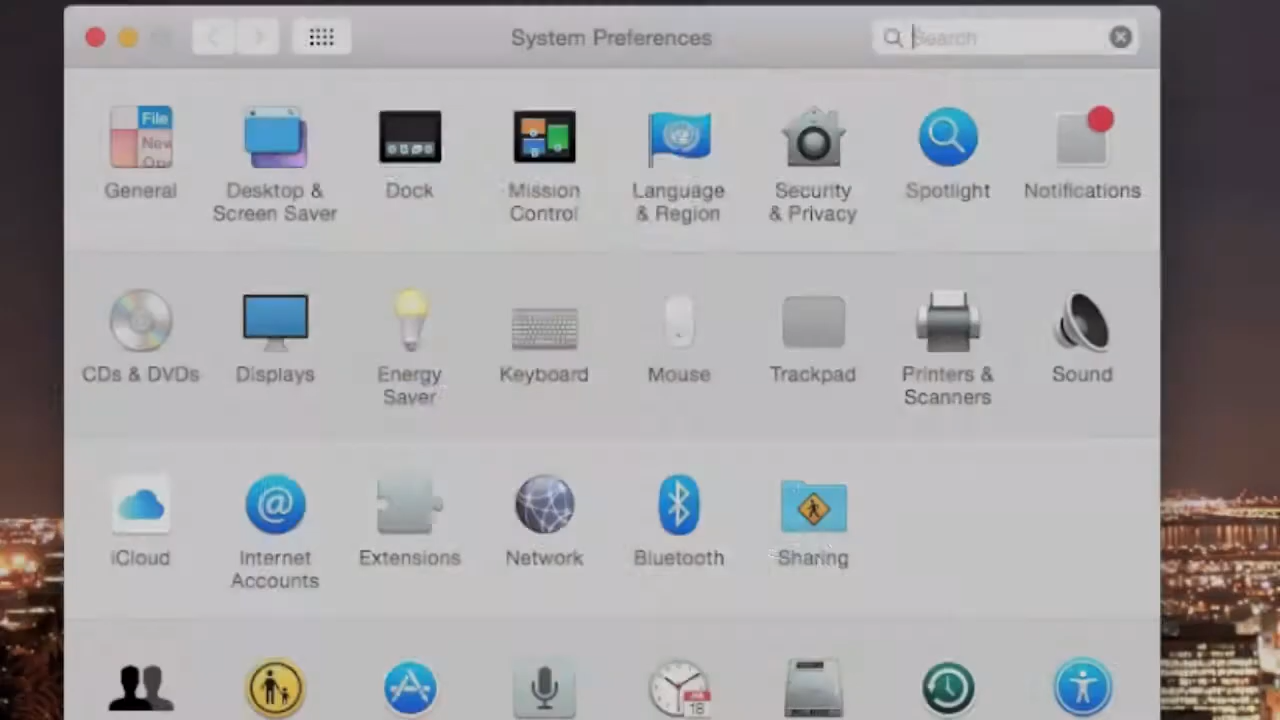 System Preferences
Search
File
New
Ope
General
Desktop &
Screen Saver
Dock
Mission
Control
Language
& Region
Security
& Privacy
Spotlight
Notifications
CDs & DVDs
Displays
Energy
Saver
Keyboard
Mouse
Trackpad
Printers &
Scanners
Sound
iCloud
Internet
Accounts
Extensions
Network
Bluetooth
Sharing
18